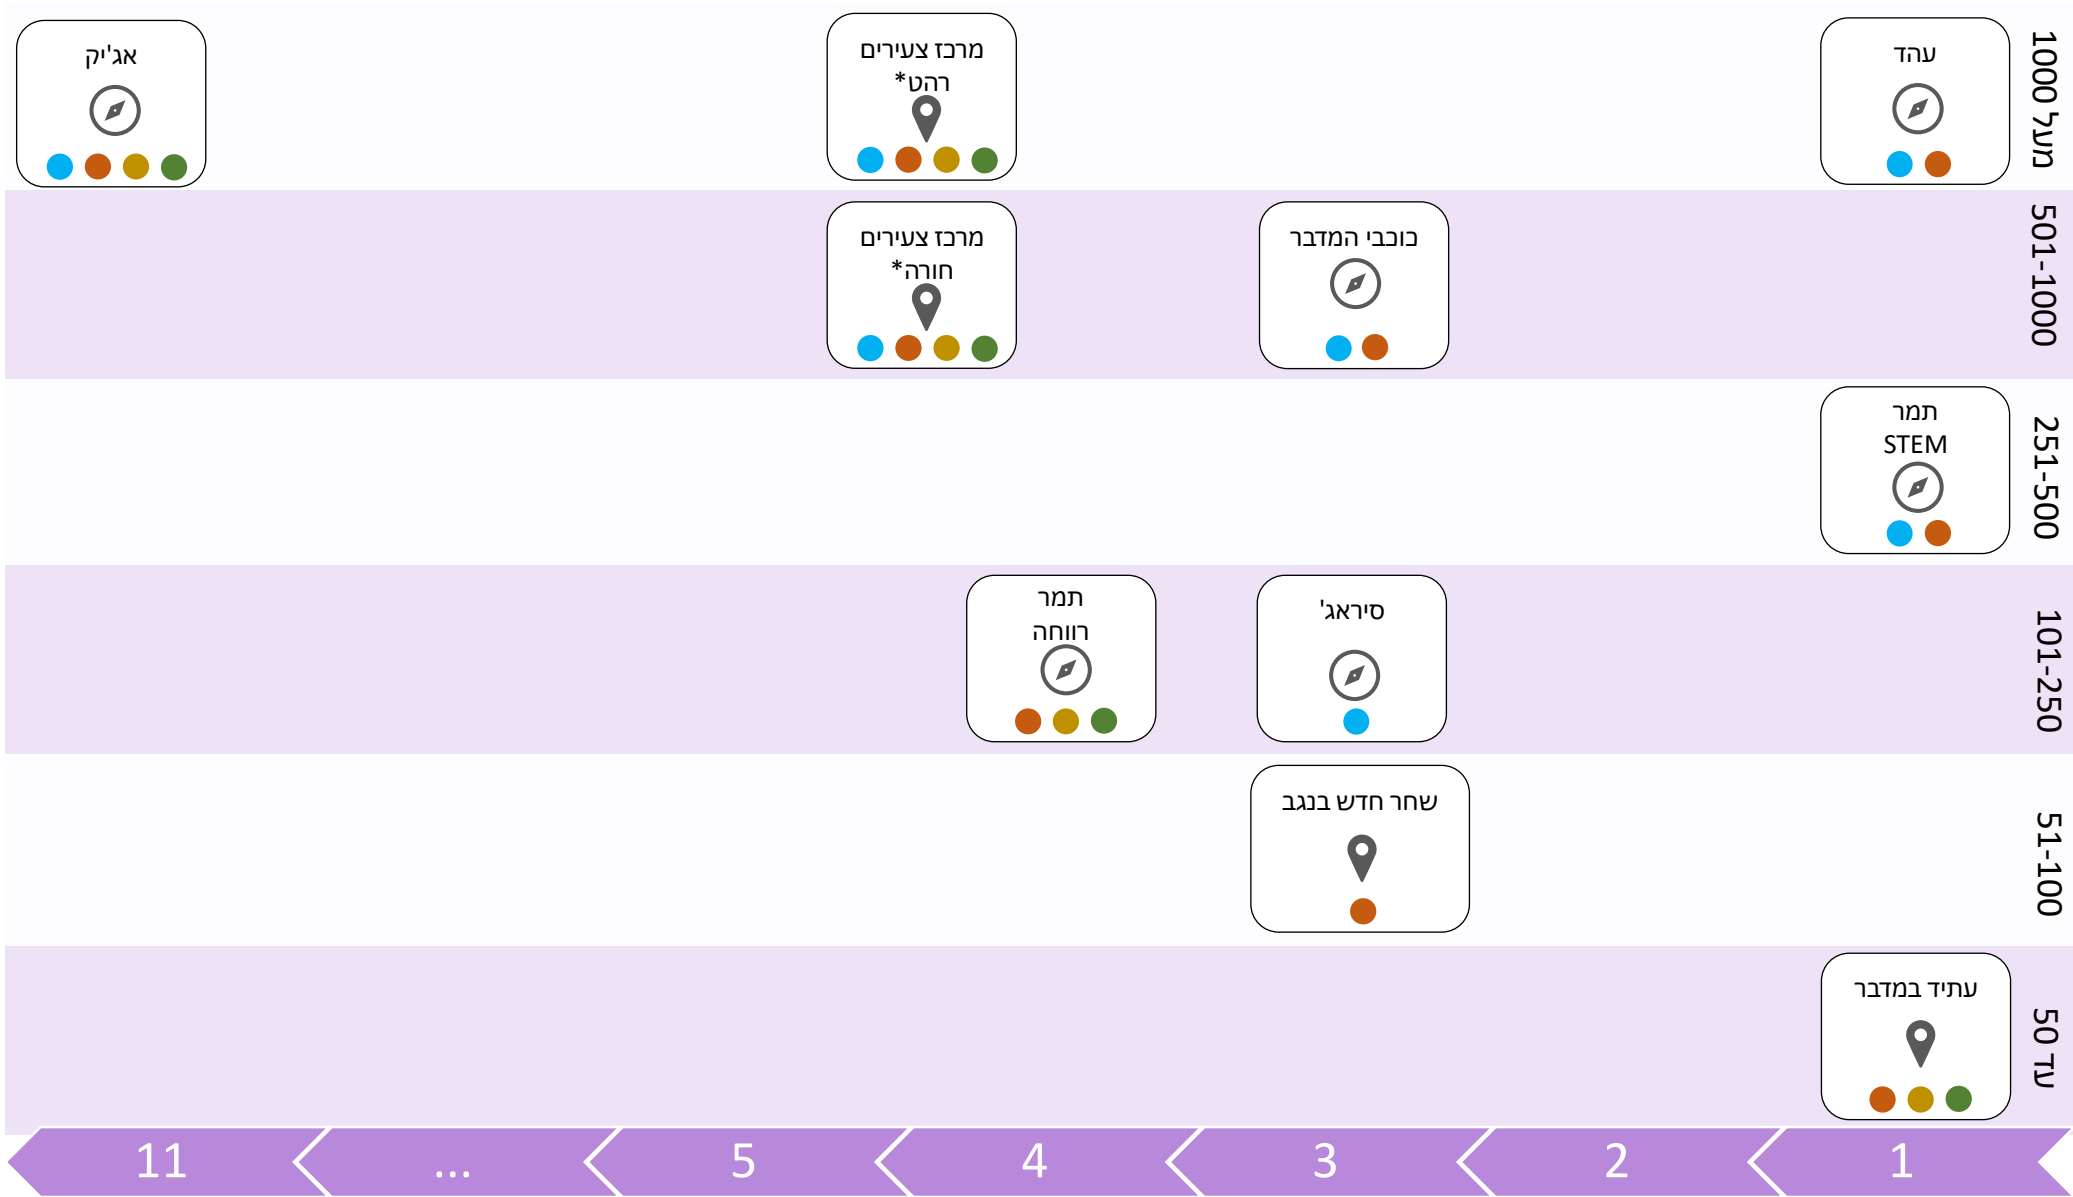 מעל 1000
עהד
מרכז צעירים
רהט*
אג'יק
501-1000
כוכבי המדבר
מרכז צעירים
חורה*
251-500
תמר
STEM
101-250
סיראג'
תמר
רווחה
51-100
שחר חדש בנגב
עד 50
עתיד במדבר
1
2
3
4
5
...
11